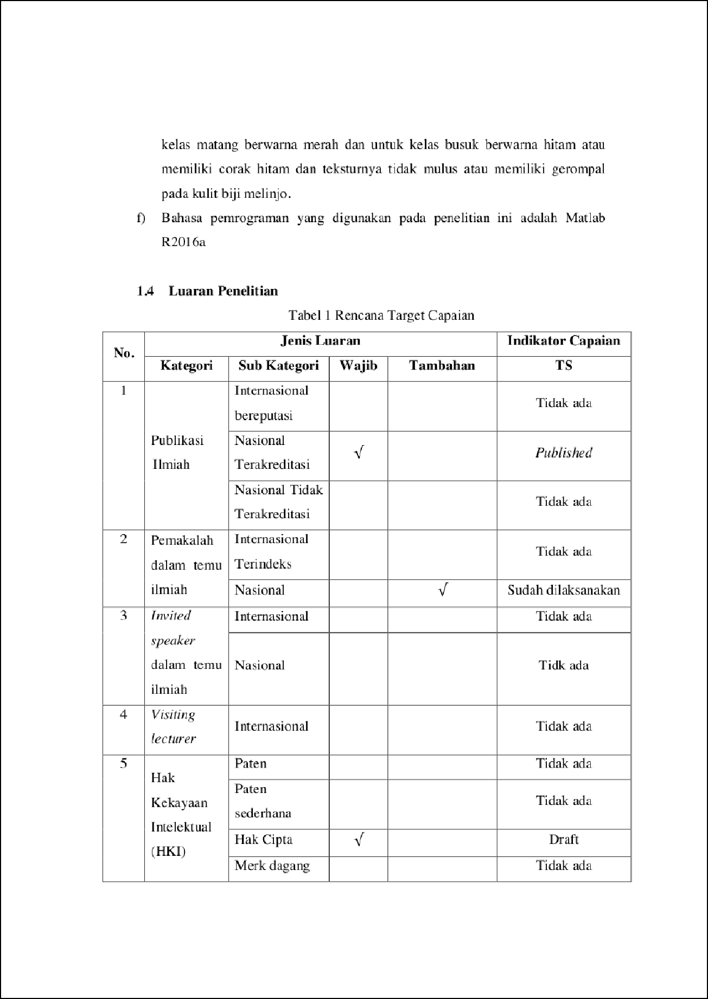 kelas matang berwarna merah dan untuk kelas busuk berwarna hitam atau
memiliki corak hitam dan teksturnya tidak mulus atau memiliki gerompal
pada kulit biji melinjo.
f) Bahasa pemrograman yang digunakan pada penelitian ini adalah Matlab
R2016a
1.4 Luaran Penelitian
Tabel 1 Rencana Target Capaian
No. Jenis Luaran Indikator Capaian
Kategori Sub Kategori Wajib Tambahan TS
1 Publikasi
Ilmiah
Internasional
bereputasi
Tidak ada
Nasional
Terakreditasi
√ Published
Nasional Tidak
Terakreditasi
Tidak ada
2 Pemakalah
dalam temu
ilmiah
Internasional
Terindeks
Tidak ada
Nasional √ Sudah dilaksanakan
3 Invited
speaker
dalam temu
ilmiah
Internasional Tidak ada
Nasional Tidk ada
4 Visiting
lecturer
Internasional Tidak ada
5 Hak
Kekayaan
Intelektual
(HKI)
Paten Tidak ada
Paten
sederhana
Tidak ada
Hak Cipta √ Draft
Merk dagang Tidak ada